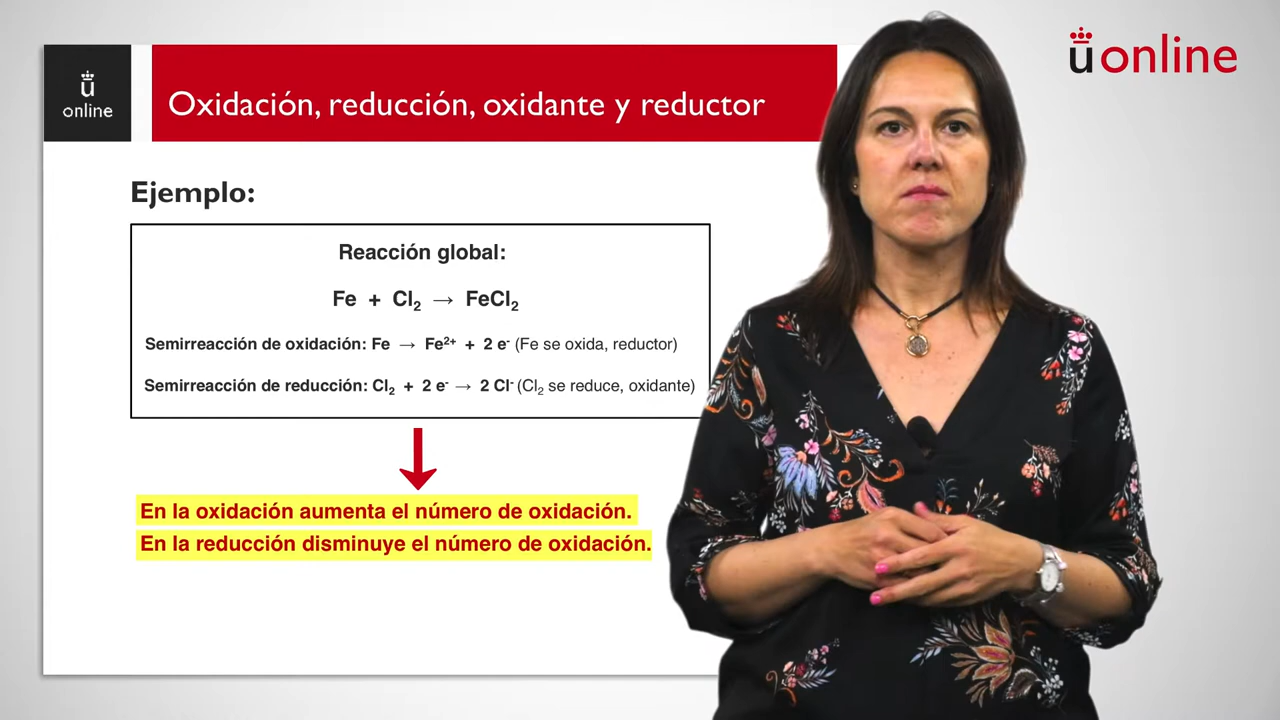 ū online
ū
online
Oxidación, reducción, oxidante y reductor
Ejemplo:
Reacción global:
Fe + Cl₂ → FeCl₂
Semirreacción de oxidación: Fe → Fe²⁺ + 2 e⁻ (Fe se oxida, reductor)
Semirreacción de reducción: Cl₂ + 2 e⁻ → 2 Cl⁻ (Cl₂ se reduce, oxidante)
En la oxidación aumenta el número de oxidación.
En la reducción disminuye el número de oxidación.